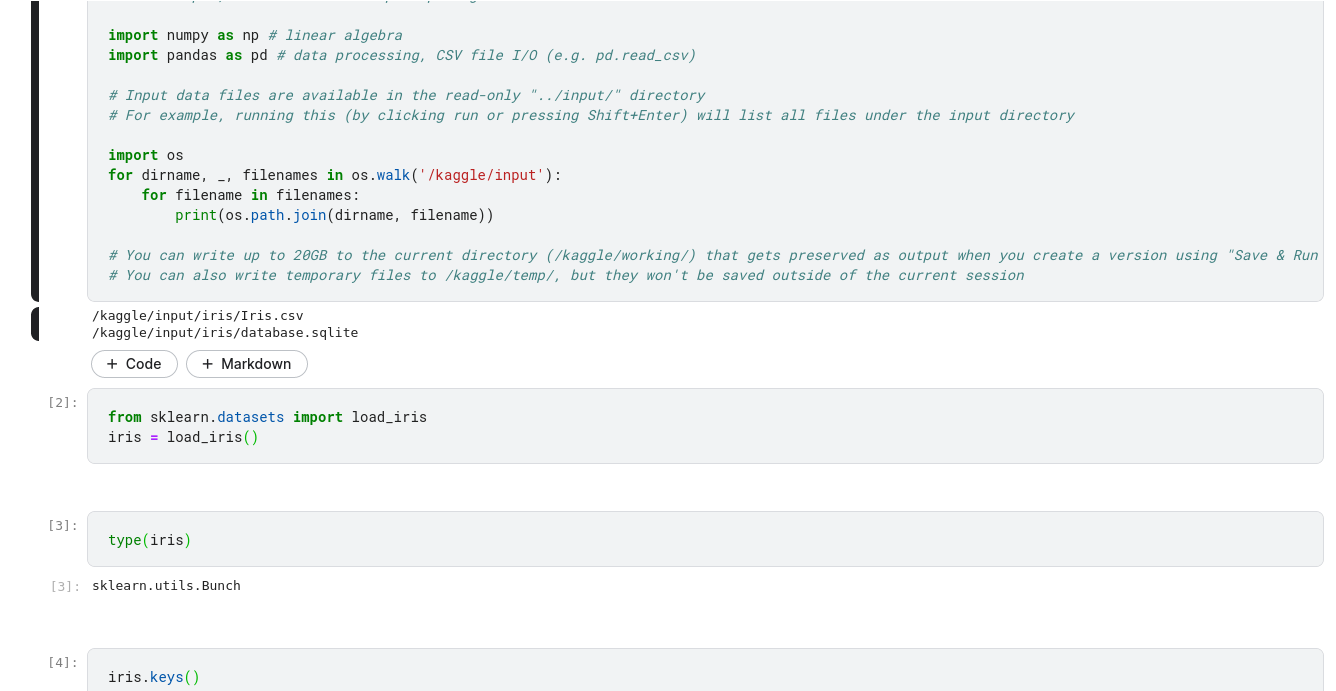 import numpy as np # linear algebra
import pandas as pd # data processing, CSV file I/O (e.g. pd.read_csv)
# Input data files are available in the read-only "../input/" directory
# For example, running this (by clicking run or pressing Shift+Enter) will list all files under the input directory
import os
for dirname, _, filenames in os.walk('/kaggle/input'):
    for filename in filenames:
        print(os.path.join(dirname, filename))
# You can write up to 20GB to the current directory (/kaggle/working/) that gets preserved as output when you create a version using "Save & Run
# You can also write temporary files to /kaggle/temp/, but they won't be saved outside of the current session
/kaggle/input/iris/Iris.csv
/kaggle/input/iris/database.sqlite
+ Code + Markdown
[2]:
from sklearn.datasets import load_iris
iris = load_iris()
[3]:
type(iris)
[3]: sklearn.utils.Bunch
[4]:
iris.keys()